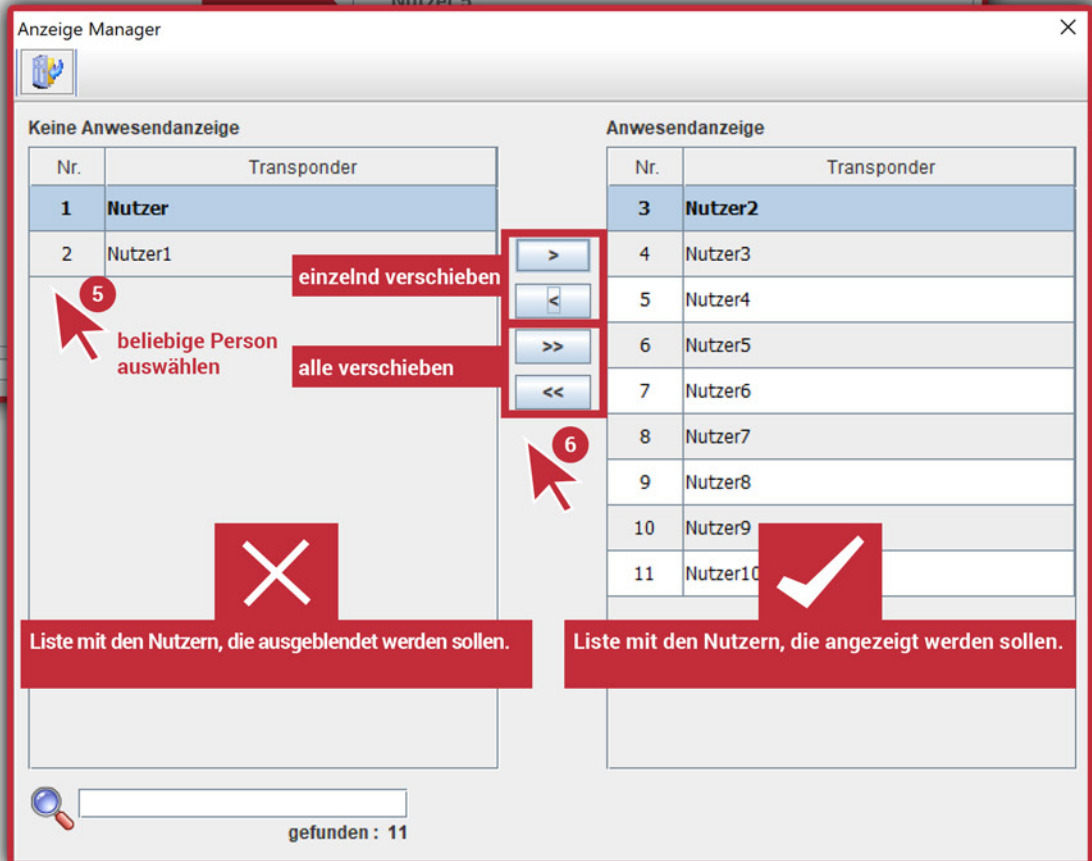 Nutzer 5
Anzeige Manager
Keine Anwesendanzeige
Nr. Transponder
1 Nutzer
2 Nutzer1
5
beliebige Person
auswählen
einzelnd verschieben
alle verschieben
>
<
>>
<<
6
Anwesendanzeige
Nr. Transponder
3 Nutzer2
4 Nutzer3
5 Nutzer4
6 Nutzer5
7 Nutzer6
8 Nutzer7
9 Nutzer8
10 Nutzer9
11 Nutzer10
Liste mit den Nutzern, die ausgeblendet werden sollen.
Liste mit den Nutzern, die angezeigt werden sollen.
gefunden : 11